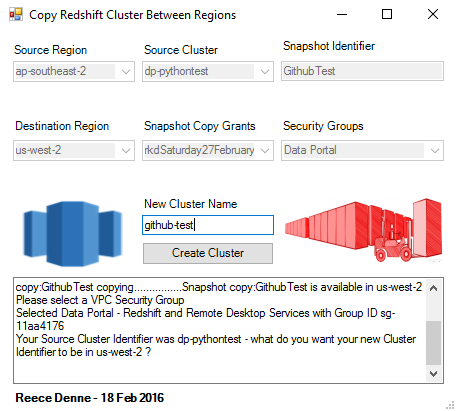 Copy Redshift Cluster Between Regions
Source Region
Source Cluster
Snapshot Identifier
ap-southeast-2
dp-pythontest
GithubTest
Destination Region
Snapshot Copy Grants
Security Groups
us-west-2
rkdSaturday27February
Data Portal
New Cluster Name
github-test
Create Cluster
copy:GithubTest copying................Snapshot copy:GithubTest is available in us-west-2
Please select a VPC Security Group
Selected Data Portal - Redshift and Remote Desktop Services with Group ID sg-
11aa4176
Your Source Cluster Identifier was dp-pythontest - what do you want your new Cluster
Identifier to be in us-west-2 ?
Reece Denne - 18 Feb 2016